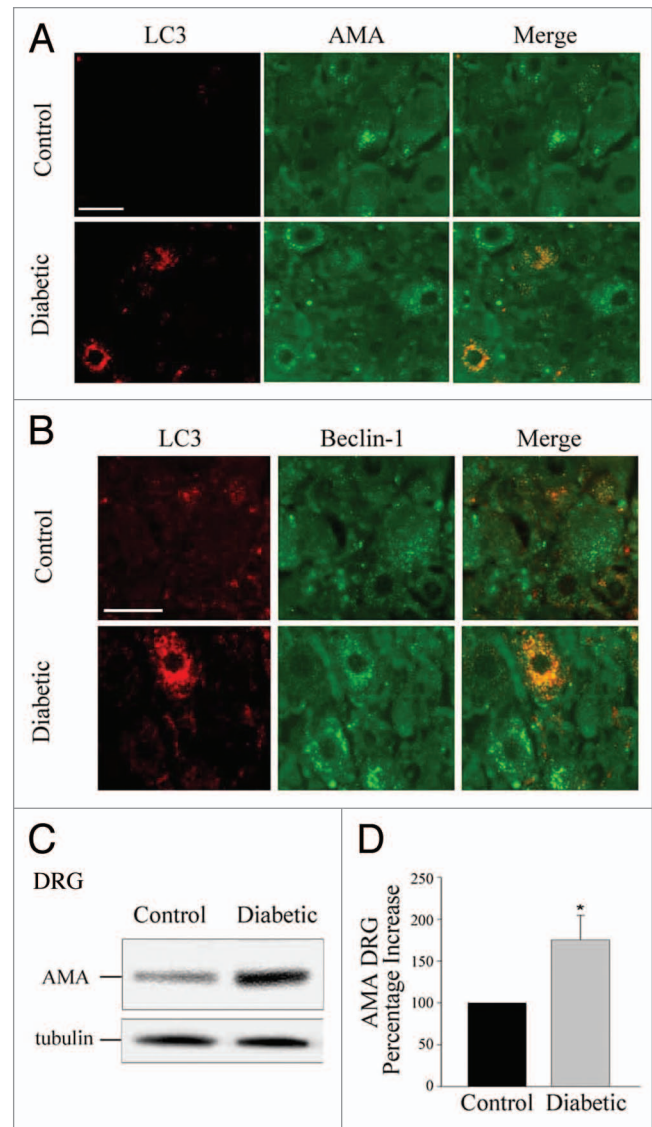 A
LC3 AMA Merge
Control
Diabetic
B
LC3 Beclin-1 Merge
Control
Diabetic
C
DRG
Control Diabetic
AMA
tubulin
D
AMA DRG
Percentage Increase
250
200
150
100
50
0
*
Control Diabetic